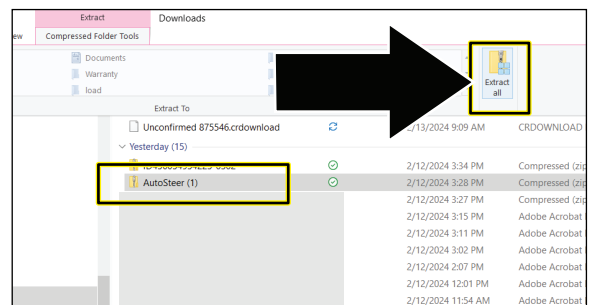 Extract
Downloads
ew
Compressed Folder Tools
Documents
Warranty
load
Extract
all
Extract To
Unconfirmed 875546.crdownload
2/13/2024 9:09 AM
CRDOWNLOAD
Yesterday (15)
2/12/2024 3:34 PM
Compressed (zip
AutoSteer (1)
2/12/2024 3:28 PM
Compressed (zip
2/12/2024 3:27 PM
Compressed (zip
2/12/2024 3:15 PM
Adobe Acrobat
2/12/2024 3:11 PM
Adobe Acrobat
2/12/2024 3:02 PM
Adobe Acrobat
2/12/2024 2:07 PM
Adobe Acrobat
2/12/2024 12:01 PM
Adobe Acrobat
2/12/2024 11:54 AM
Adobe Acrobat